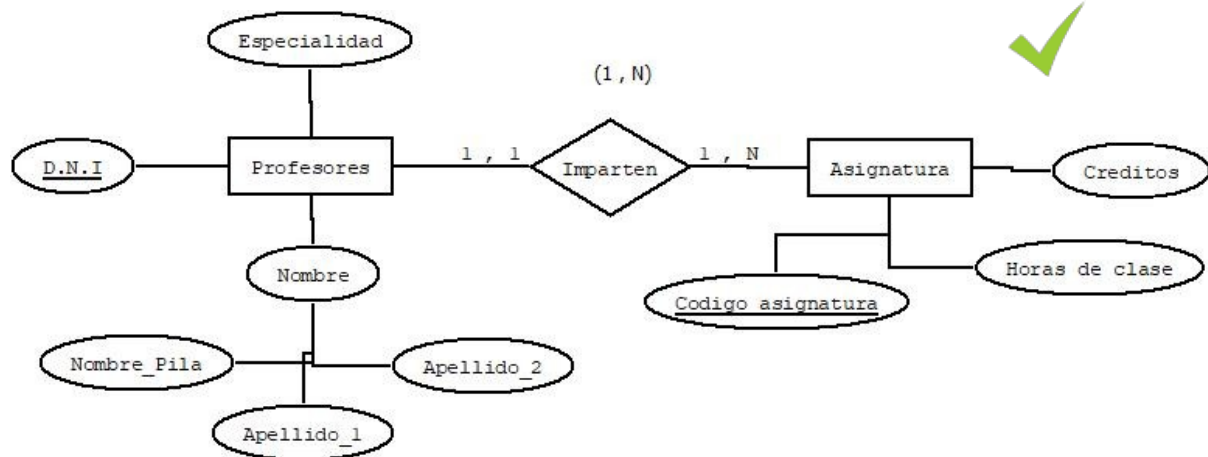 Especialidad
(1 , N)
D.N.I
Profesores
1 , 1
Imparten
1 , N
Asignatura
Creditos
Nombre
Horas de clase
Codigo asignatura
Nombre_Pila
Apellido_2
Apellido_1